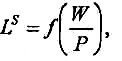 L^S = f(W/P),